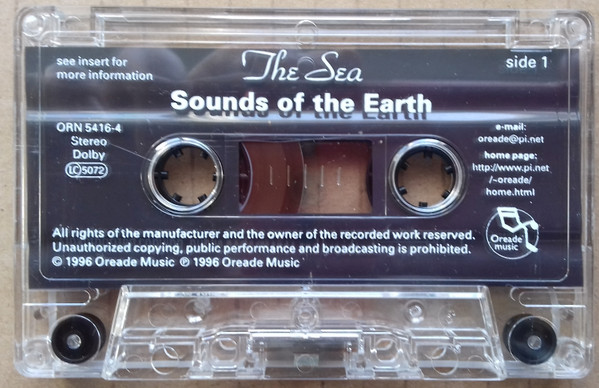 see insert for
more information
The Sea
side 1
Sounds of the Earth
ORN 5416-4
Stereo
Dolby
LC5072
e-mail:
oreade@pi.net
home page:
http://www.pi.net
/~oreade/
home.html
Oreade
music
All rights of the manufacturer and the owner of the recorded work reserved.
Unauthorized copying, public performance and broadcasting is prohibited.
© 1996 Oreade Music ℗ 1996 Oreade Music